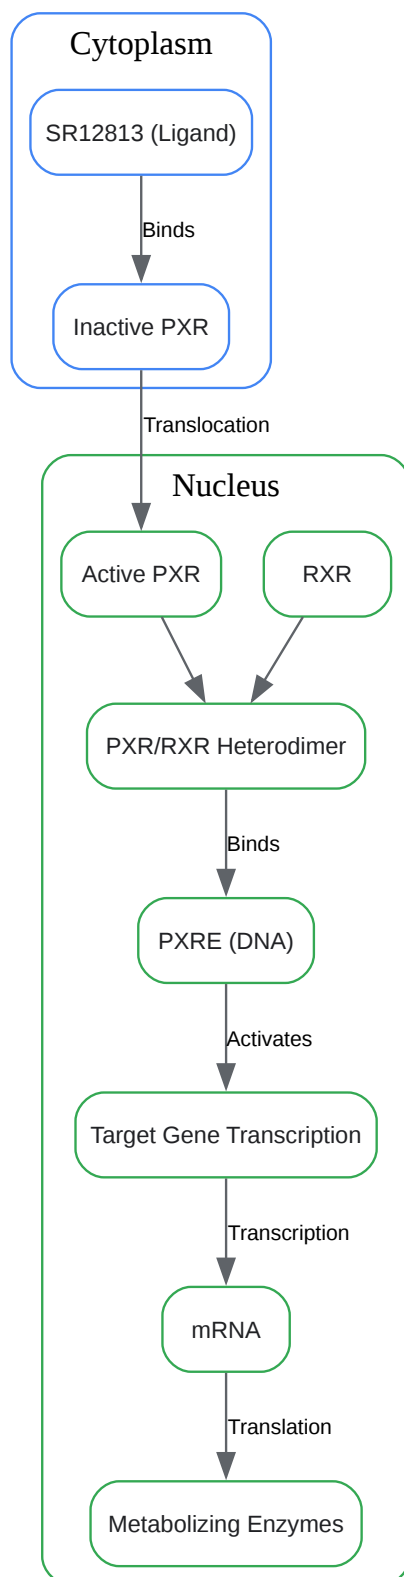 Cytoplasm
SR12813 (Ligand)
Binds
Inactive PXR
Translocation
Nucleus
Active PXR
RXR
PXR/RXR Heterodimer
Binds
PXRE (DNA)
Activates
Target Gene Transcription
Transcription
mRNA
Translation
Metabolizing Enzymes